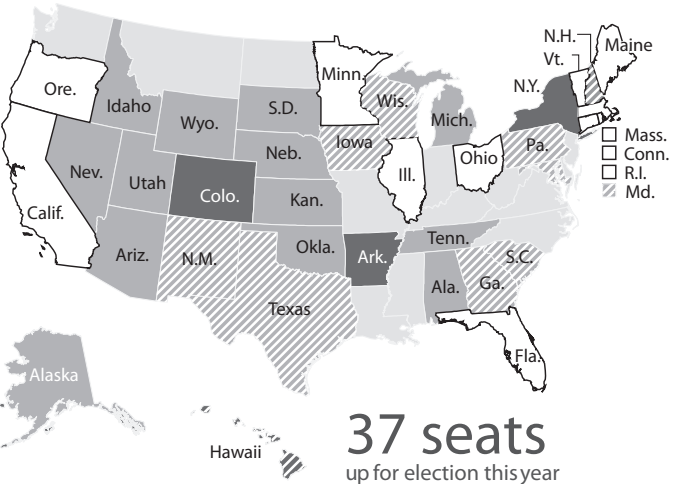 N.H.
Maine
Vt.
Ore.
Minn.
N.Y.
Idaho
Wis.
S.D.
Mich.
Wyo.
Mass.
Iowa
Pa.
Neb.
Conn.
Ohio
Nev.
Ill.
R.I.
Utah
Colo.
Kan.
Md.
Calif.
Tenn.
Okla.
Ariz.
N.M.
Ark.
S.C.
Ala.
Ga.
Texas
Fla.
Alaska
Hawaii
37 seats
up for election this year